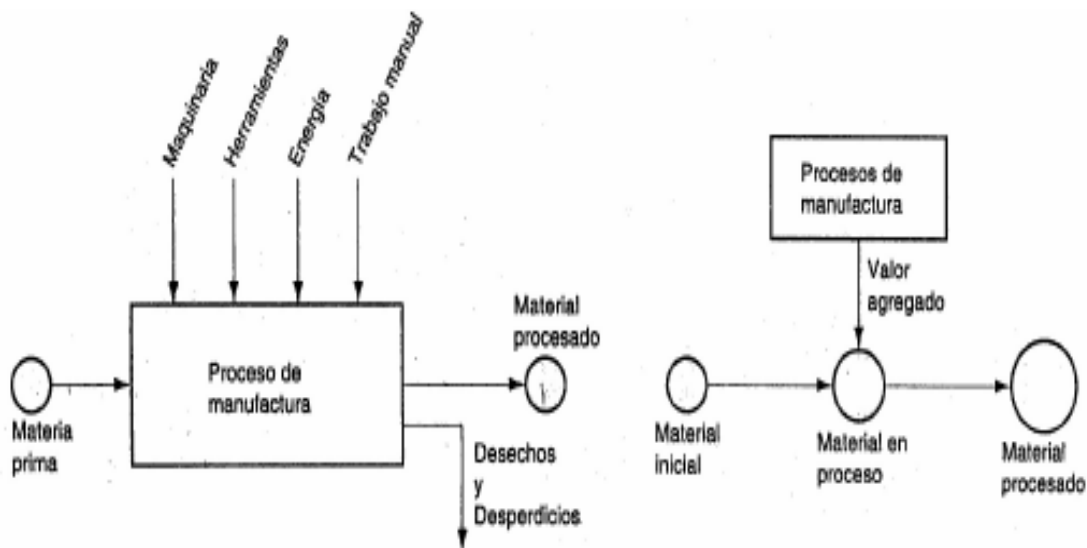 Maquinaria
Herramientas
Energía
Trabajo manual
Materia
prima
Proceso de
manufactura
Material
procesado
Desechos
y
Desperdicios
Procesos de
manufactura
Valor
agregado
Material
inicial
Material en
proceso
Material
procesado